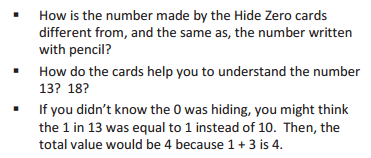 ▪ How is the number made by the Hide Zero cards
different from, and the same as, the number written
with pencil?
▪ How do the cards help you to understand the number
13?  18?
▪ If you didn’t know the 0 was hiding, you might think
the 1 in 13 was equal to 1 instead of 10.  Then, the
total value would be 4 because 1 + 3 is 4.